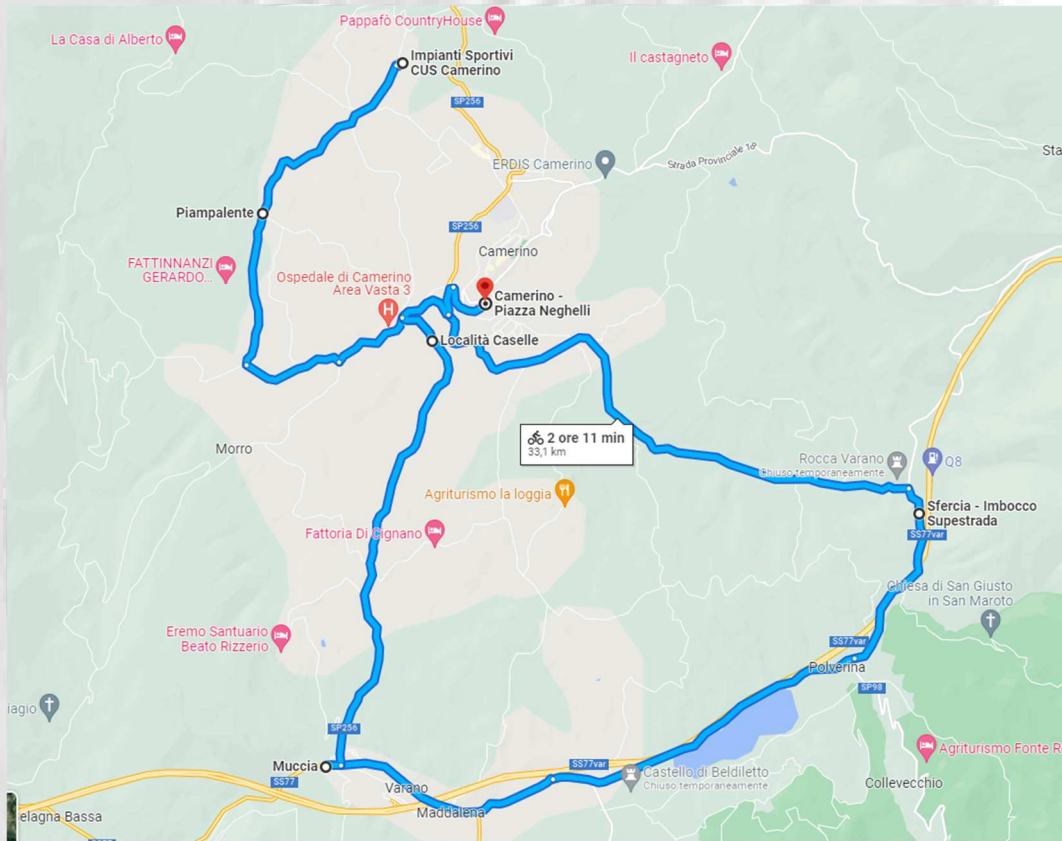 Pappafò CountryHouse
La Casa di Alberto
Impianti Sportivi
CUS Camerino
Il castagneto
SP256
ERDIS Camerino
Strada Provinciale 18
Sta
Piampalente
SP256
Camerino
FATTINNANZI
GERARDO...
Ospedale di Camerino
Area Vasta 3
H
Camerino -
Piazza Neghelli
Località Caselle
2 ore 11 min
33,1 km
Morro
Rocca Varano
Chiuso temporaneamente
Q8
Agriturismo la loggia
Sfercia - Imbocco
Supestrada
SS77var
Fattoria Di Cignano
Chiesa di San Giusto
in San Maroto
Eremo Santuario
Beato Rizzerio
SS77var
Polverina
SP98
iagio
SP256
Agriturismo Fonte R
Muccia
SS77
SS77var
Castello di Beldiletto
Chiuso temporaneamente
Varano
Collevecchio
Maddalena
elagna Bassa